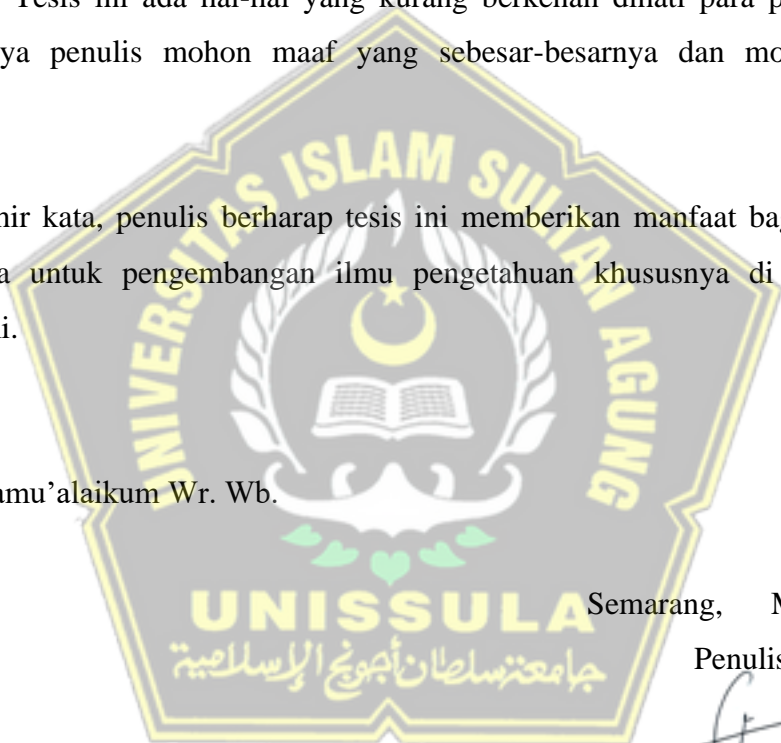 Tesis ini ada hal-hal yang kurang berkenan dihati para p
ya penulis mohon maaf yang sebesar-besarnya dan mo
UNIVERSITAS ISLAM SULTAN AGUNG
hir kata, penulis berharap tesis ini memberikan manfaat ba
a untuk pengembangan ilmu pengetahuan khususnya di
i.
amu'alaikum Wr. Wb.
UNISSULA
Semarang, M
جامعة سلطان أجونج الإسلامية
Penulis